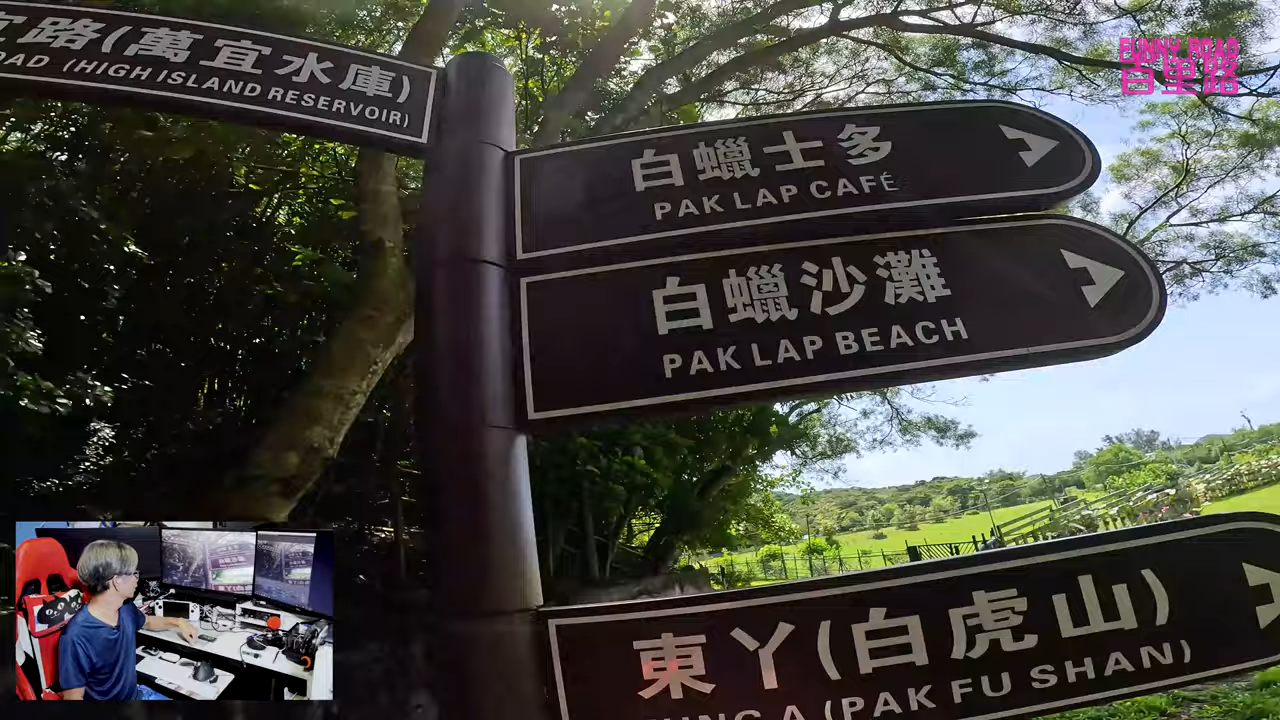 路(萬宜水庫)
(HIGH ISLAND RESERVOIR)
FUNNY ROAD
百里路
白蠟士多
PAK LAP CAFÉ
白蠟沙灘
PAK LAP BEACH
東丫(白虎山)
A (PAK FU SHAN)